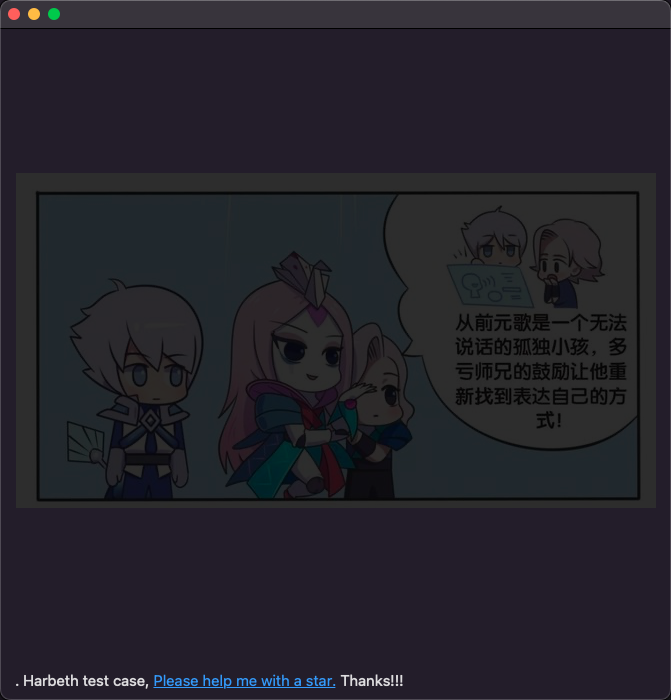 从前元歌是一个无法
说话的孤独小孩，多
亏师兄的鼓励让他重
新找到表达自己的方
式!
. Harbeth test case, Please help me with a star. Thanks!!!